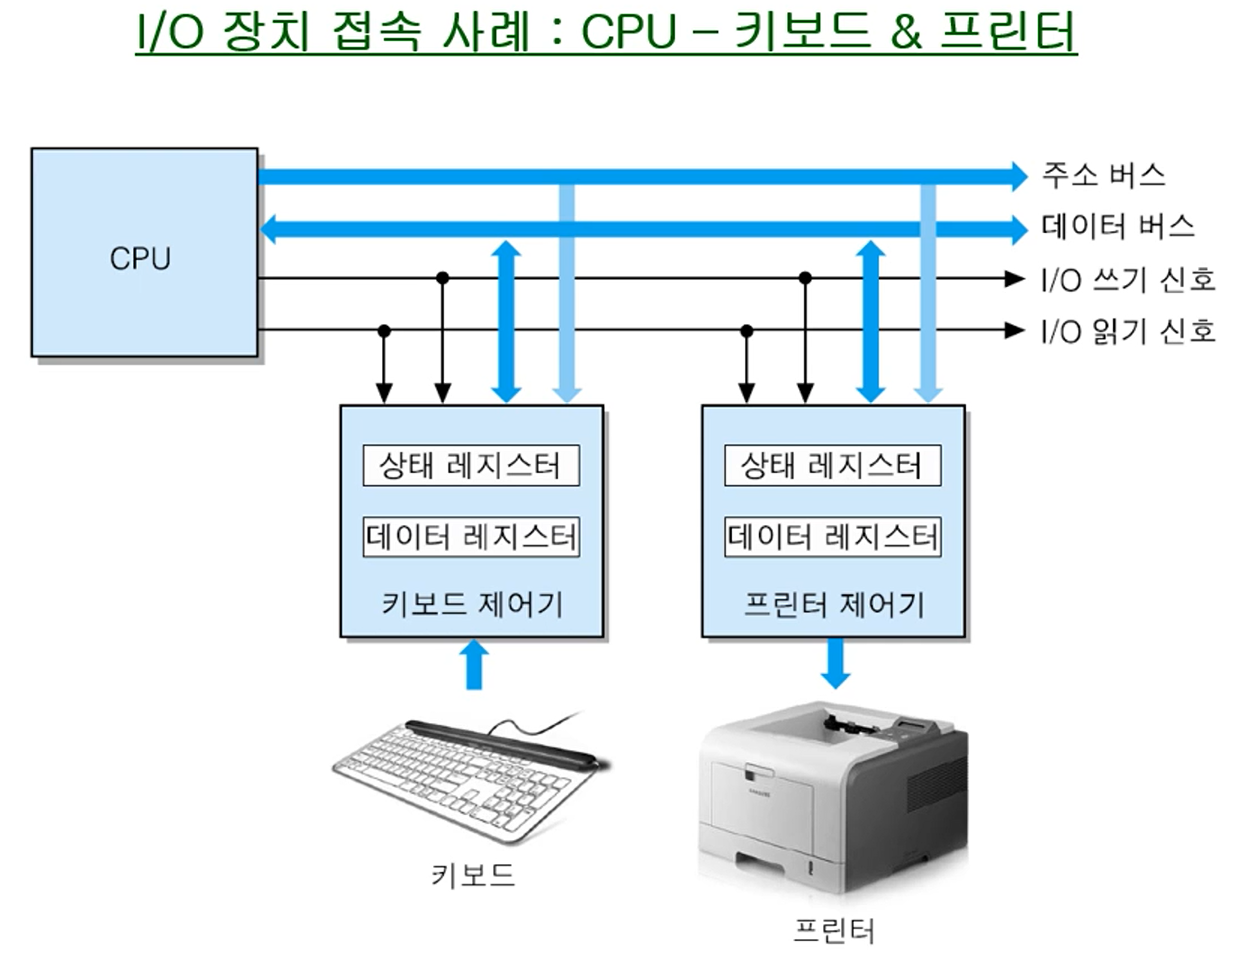 I/O 장치 접속 사례 : CPU – 키보드 & 프린터
주소 버스
데이터 버스
CPU
I/O 쓰기 신호
I/O 읽기 신호
상태 레지스터
데이터 레지스터
키보드 제어기
상태 레지스터
데이터 레지스터
프린터 제어기
키보드
SAMSUNG
프린터